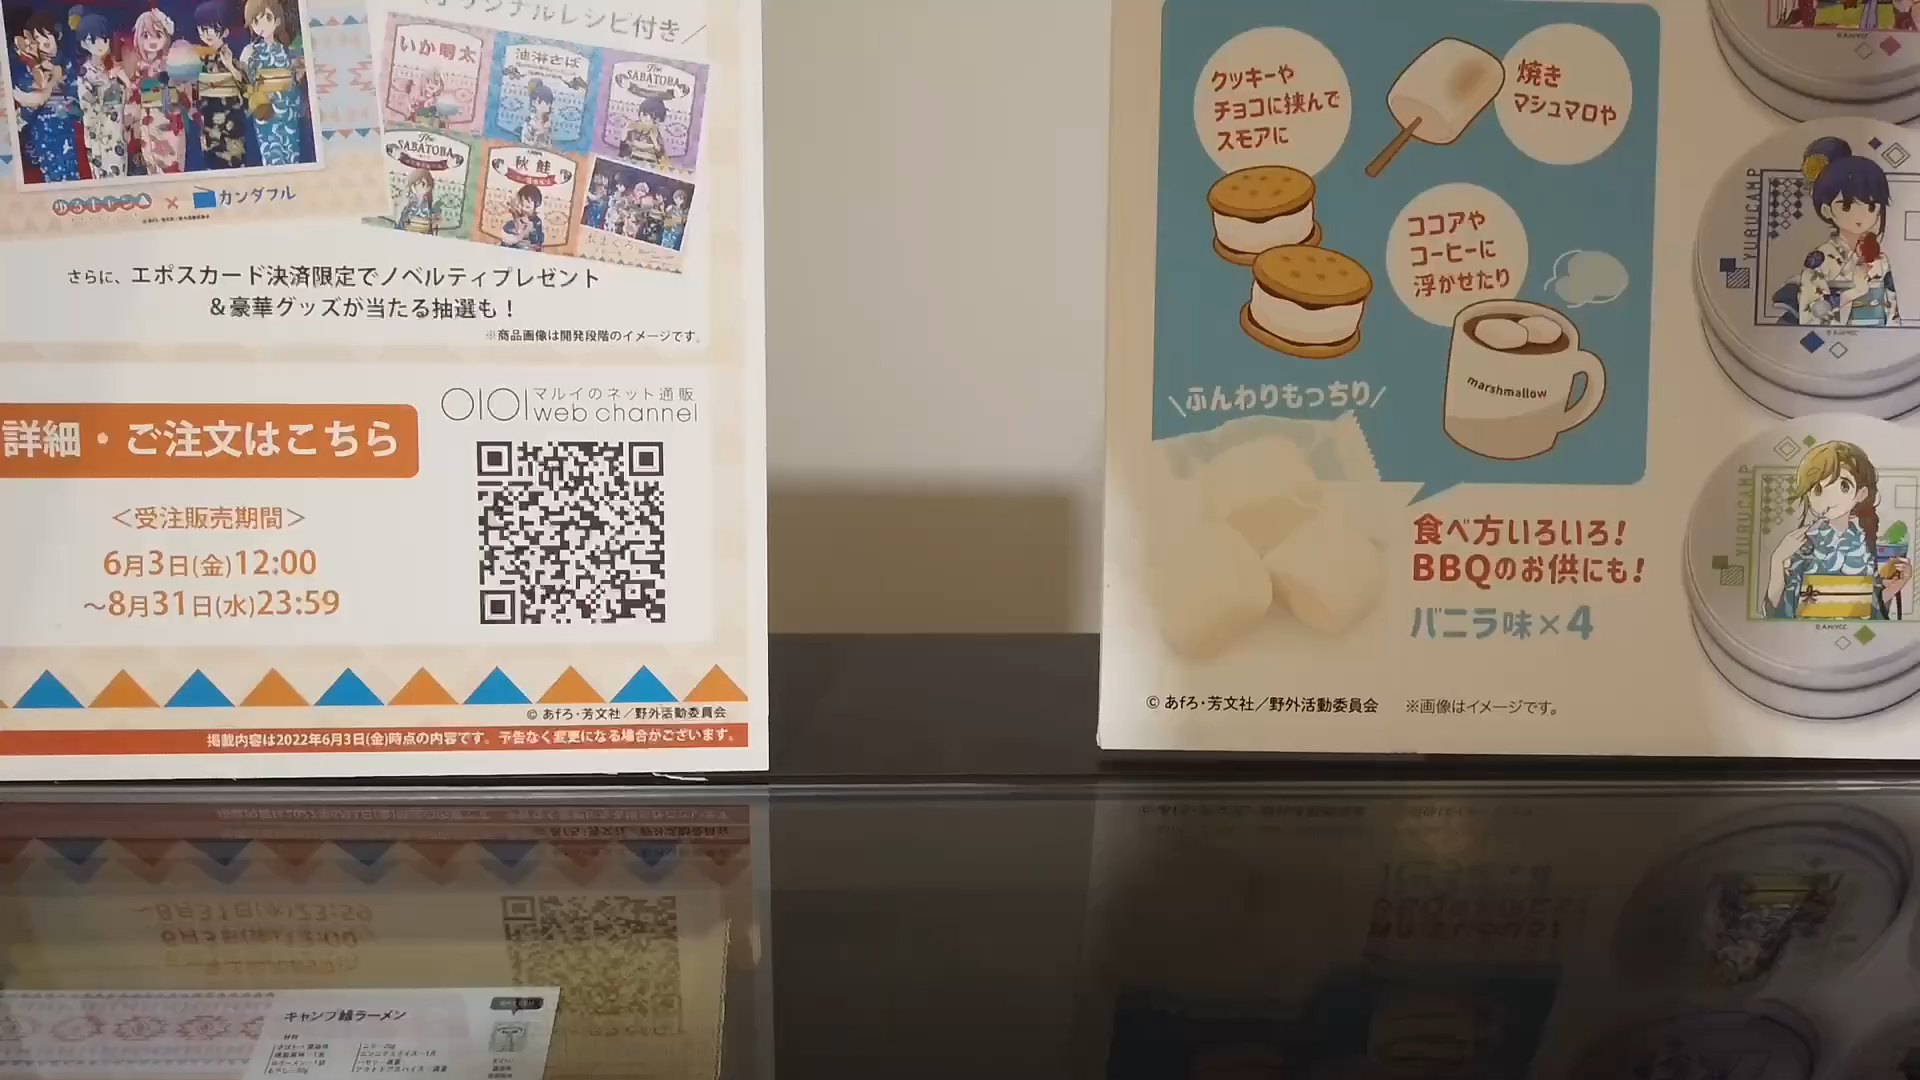 オリジナルレシピ付き／
いか明太
油淋さば
The
SABATOBA
The
SABATOBA
秋鮭
ゆるキャン△ × カンダフル
さらに、エポスカード決済限定でノベルティプレゼント
＆豪華グッズが当たる抽選も！
※商品画像は開発段階のイメージです。
OIOI マルイのネット通販
web channel
詳細・ご注文はこちら
＜受注販売期間＞
6月3日(金)12:00
～8月31日(水)23:59
© あfろ・芳文社／野外活動委員会
掲載内容は2022年6月3日(金)時点の内容です。予告なく変更になる場合がございます。
クッキーや
チョコに挟んで
スモアに
焼き
マシュマロや
ココアや
コーヒーに
浮かせたり
marshmallow
＼ふんわりもっちり／
食べ方いろいろ！
BBQのお供にも！
バニラ味×4
© あfろ・芳文社／野外活動委員会 ※画像はイメージです。
YURUCAMP
YURUCAMP